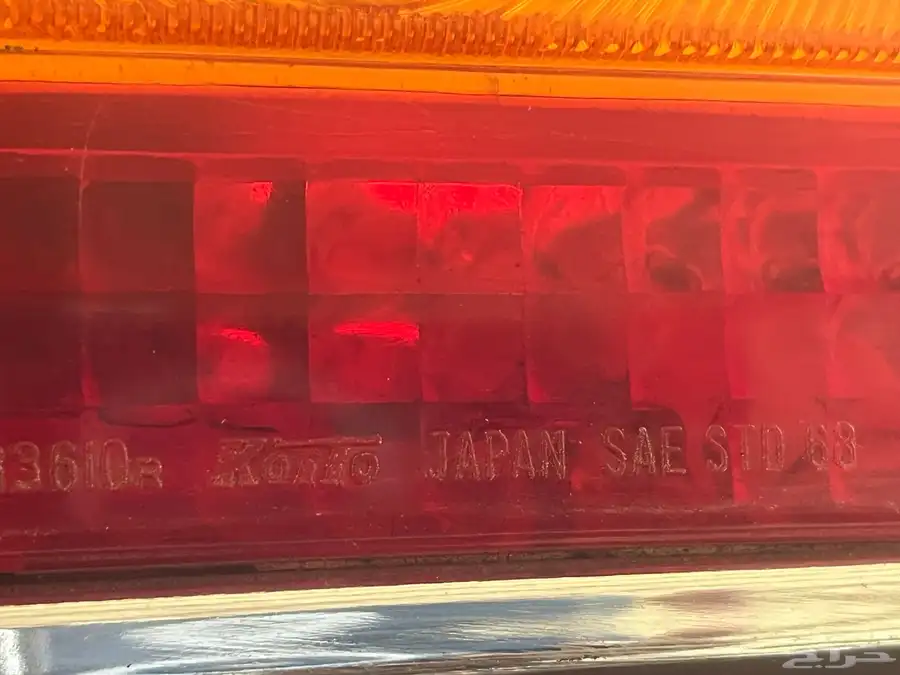 3610R Koito JAPAN SAE STD '68
حراج